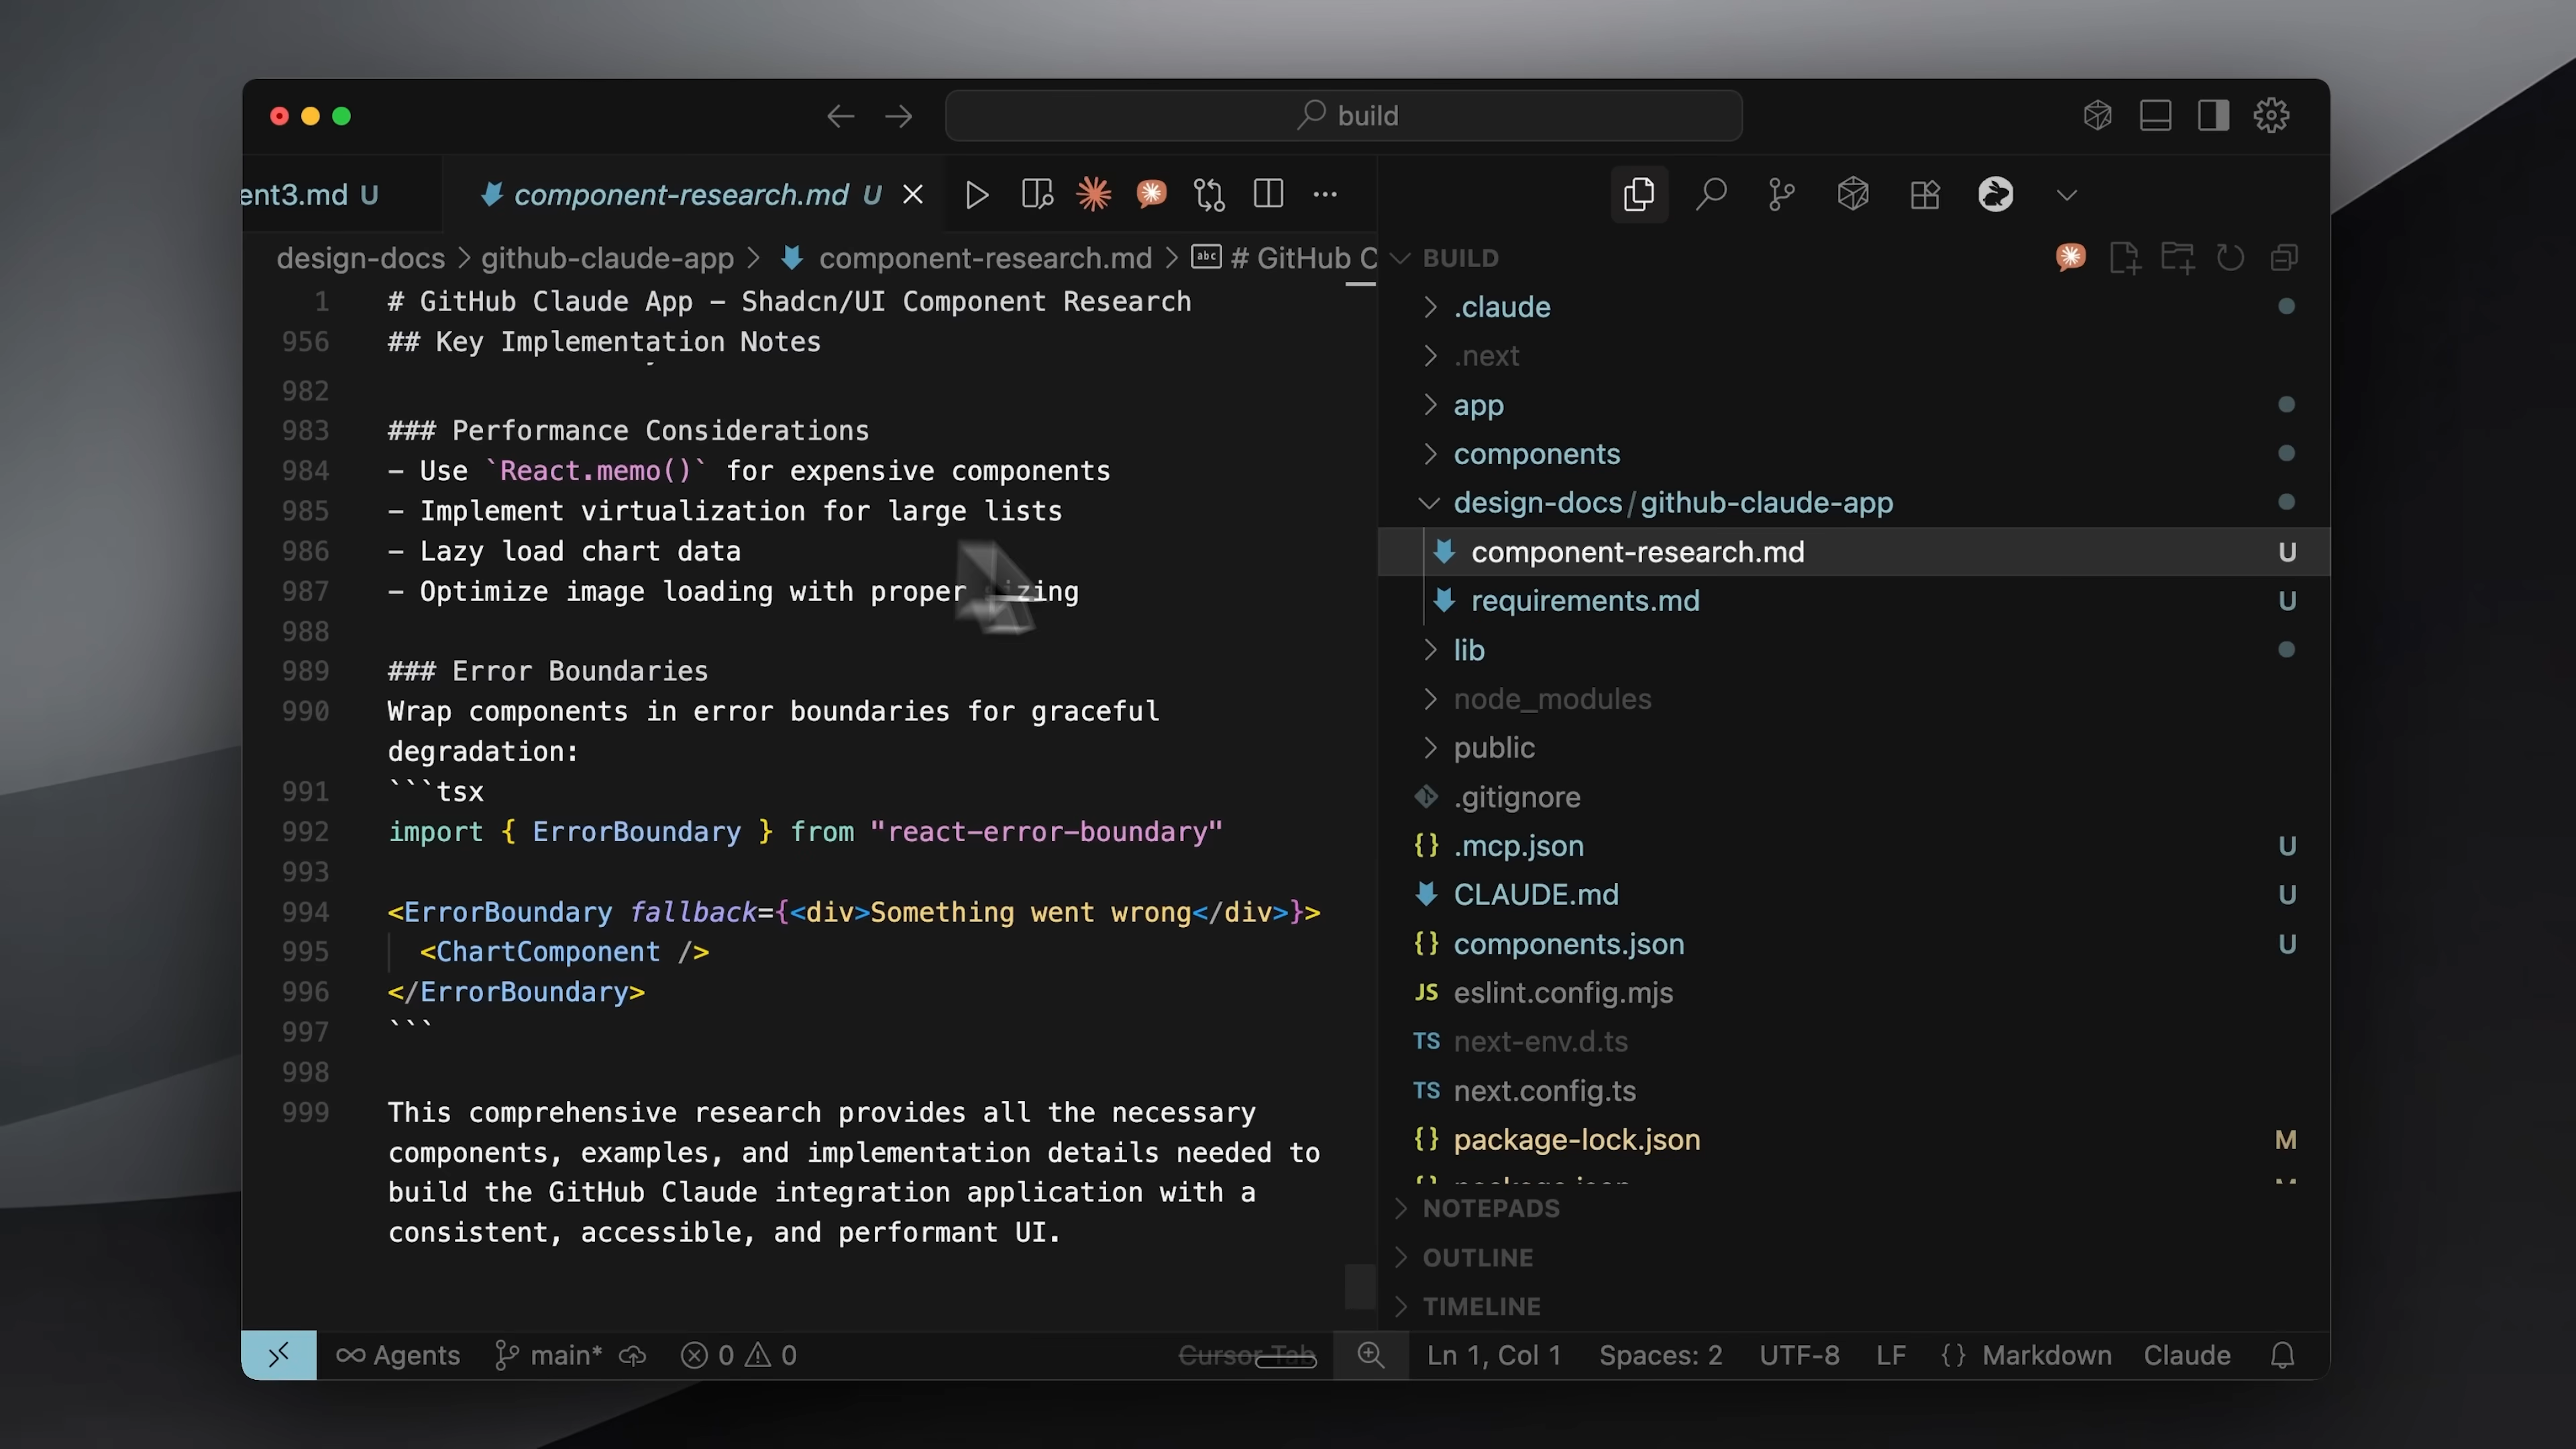 build
ent3.md U
component-research.md U
design-docs > github-claude-app > component-research.md > abc # GitHub C
1 # GitHub Claude App – Shadcn/UI Component Research
956 ## Key Implementation Notes
982
983 ### Performance Considerations
984 – Use `React.memo()` for expensive components
985 – Implement virtualization for large lists
986 – Lazy load chart data
987 – Optimize image loading with proper sizing
988
989 ### Error Boundaries
990 Wrap components in error boundaries for graceful
degradation:
991 ```tsx
992 import { ErrorBoundary } from "react-error-boundary"
993
994 <ErrorBoundary fallback={<div>Something went wrong</div>}>
995 <ChartComponent />
996 </ErrorBoundary>
997 ```
998
999 This comprehensive research provides all the necessary
components, examples, and implementation details needed to
build the GitHub Claude integration application with a
consistent, accessible, and performant UI.
BUILD
.claude
.next
app
components
design-docs/github-claude-app
component-research.md U
requirements.md U
lib
node_modules
public
.gitignore
{} .mcp.json U
CLAUDE.md U
{} components.json U
JS eslint.config.mjs
TS next-env.d.ts
TS next.config.ts
{} package-lock.json M
NOTEPADS
OUTLINE
TIMELINE
Agents main* 0 0 Cursor Tab Ln 1, Col 1 Spaces: 2 UTF-8 LF {} Markdown Claude